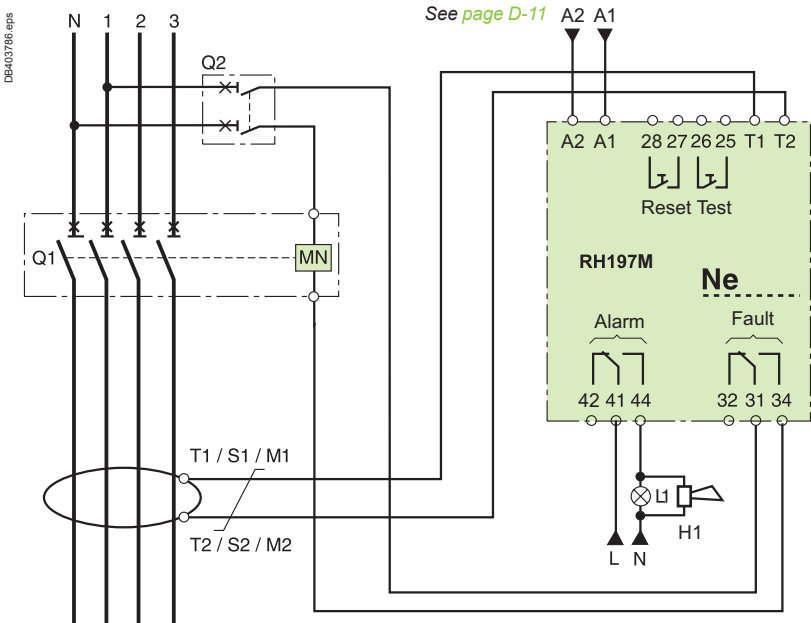 DB403786.eps
See page D-11 A2 A1
N 1 2 3
Q2
A2 A1 28 27 26 25 T1 T2
Reset Test
Q1
MN
RH197M
Ne
Alarm
Fault
42 41 44
32 31 34
T1 / S1 / M1
T2 / S2 / M2
L1
H1
L N